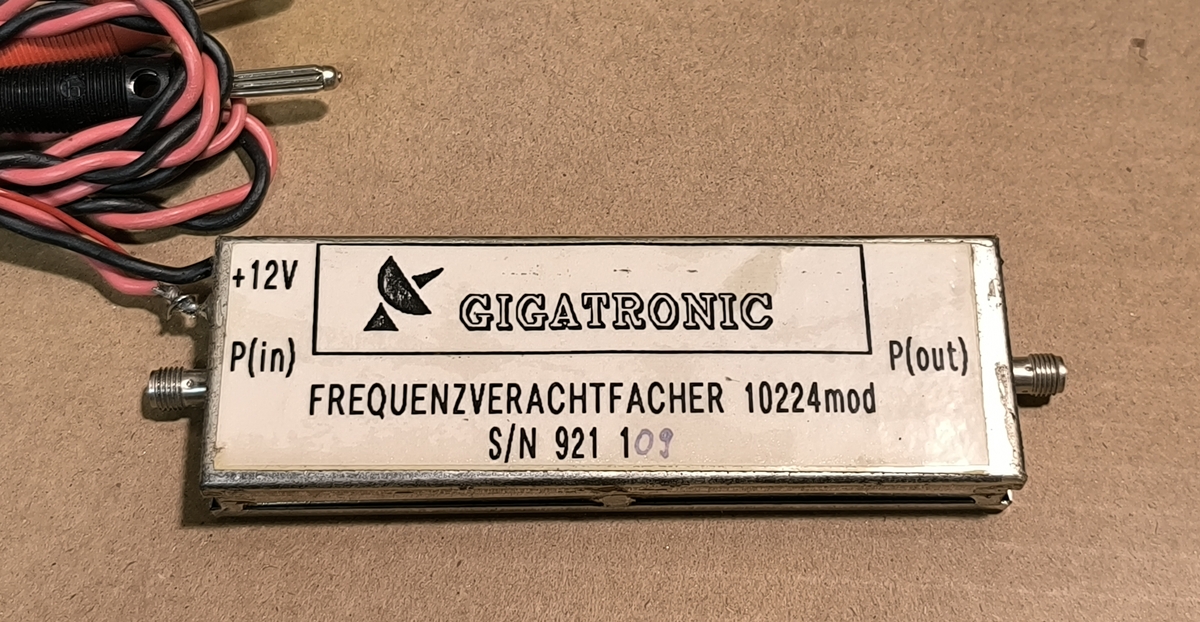 +12V
GIGATRONIC
P(in)
P(out)
FREQUENZVERACHTFACHER 10224mod
S/N 921 109